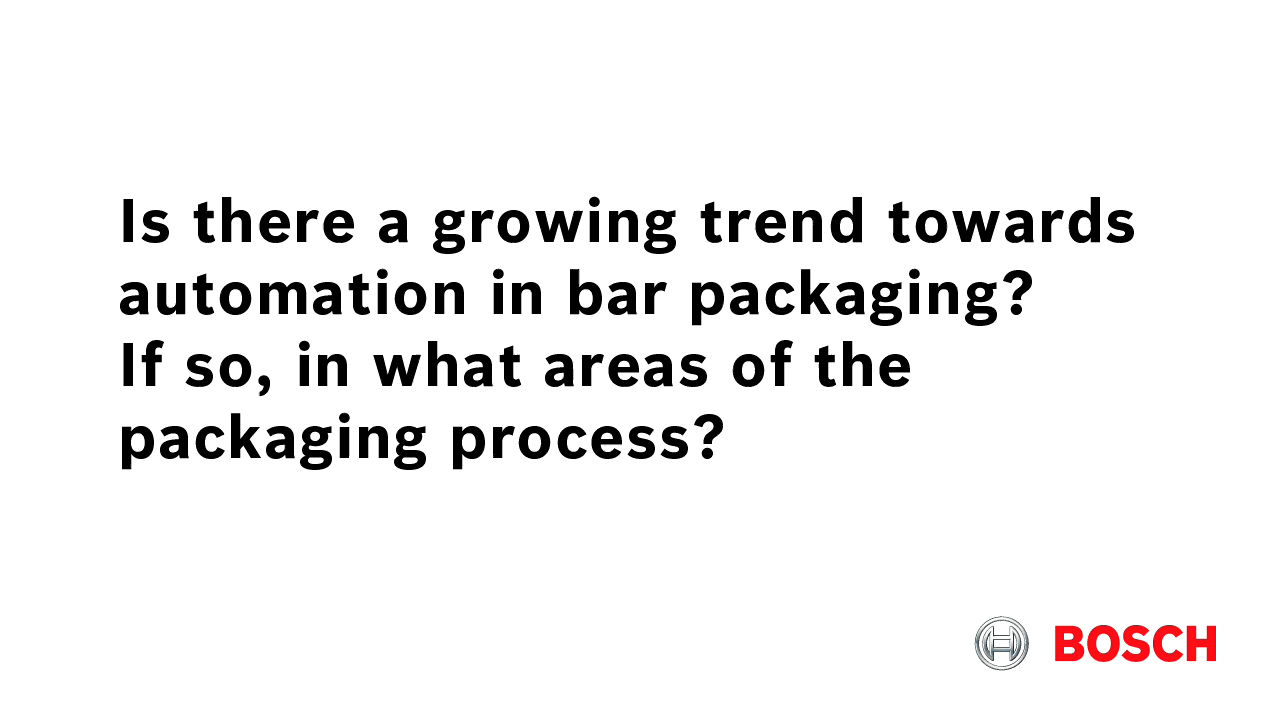 Is there a growing trend towards
automation in bar packaging?
If so, in what areas of the
packaging process?
BOSCH